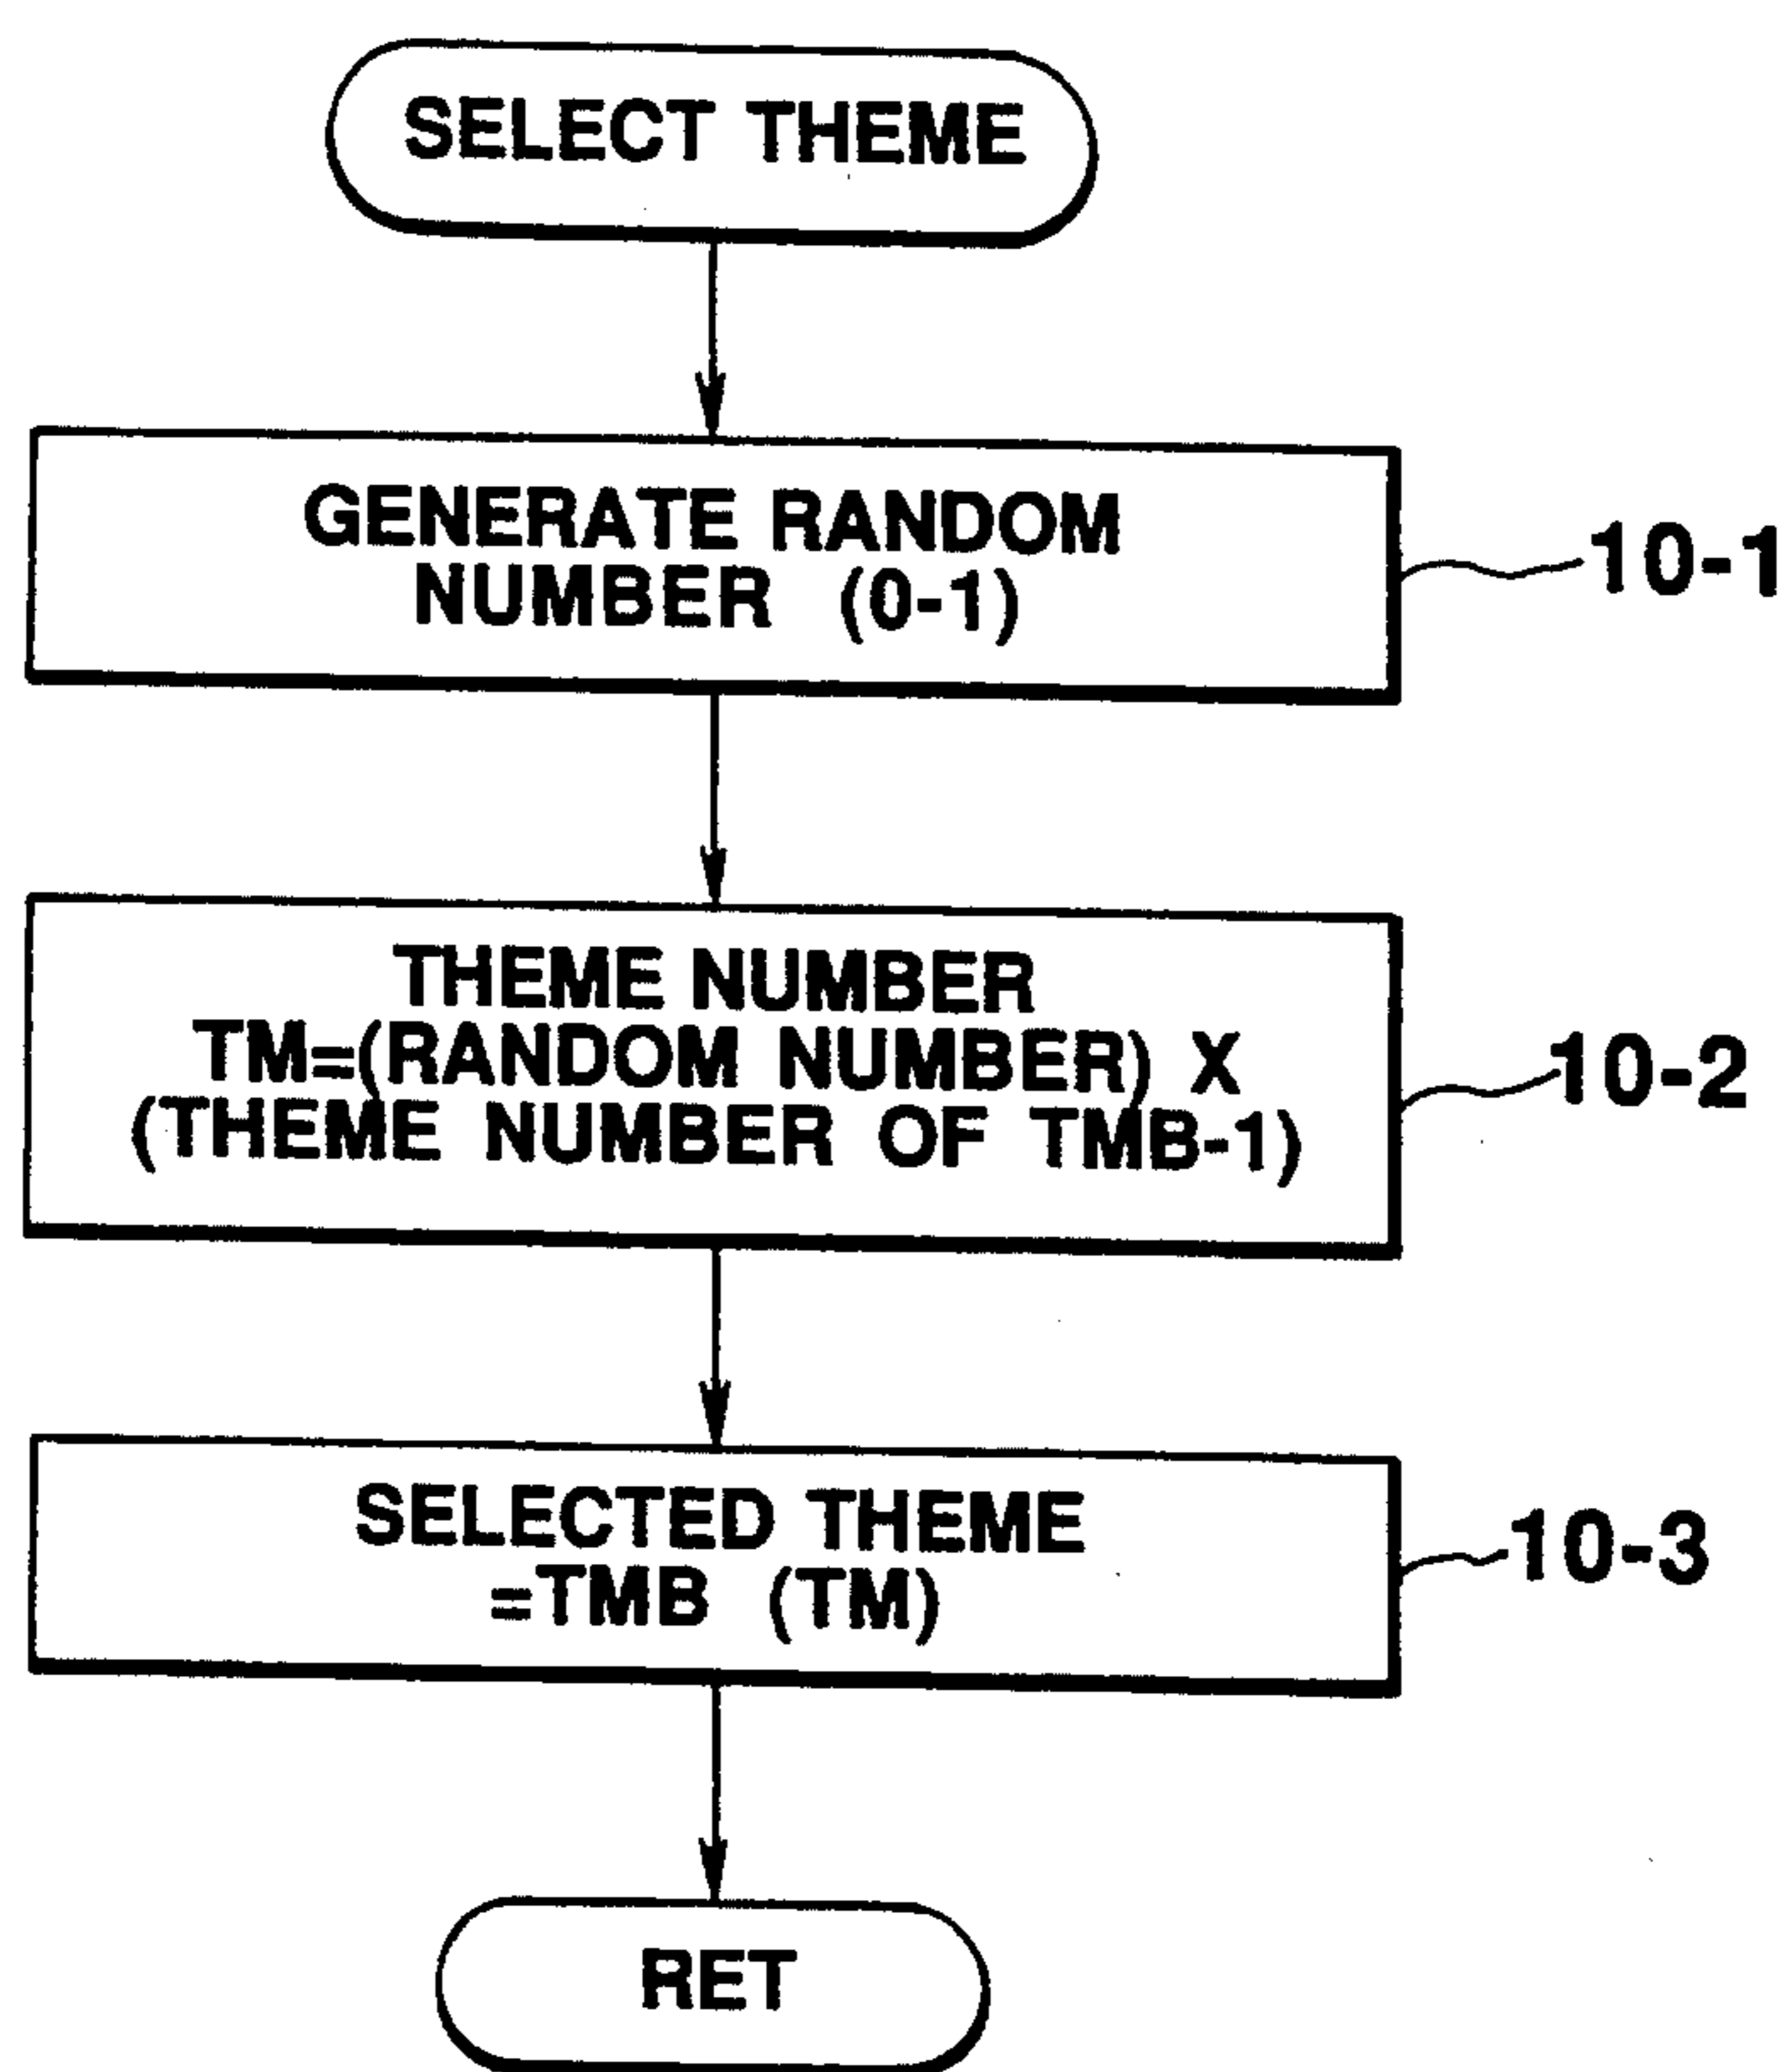 SELECT THEME
GENERATE RANDOM
NUMBER (0-1)
10-1
THEME NUMBER
TM=(RANDOM NUMBER) X
(THEME NUMBER OF TMB-1)
10-2
SELECTED THEME
=TMB (TM)
10-3
RET